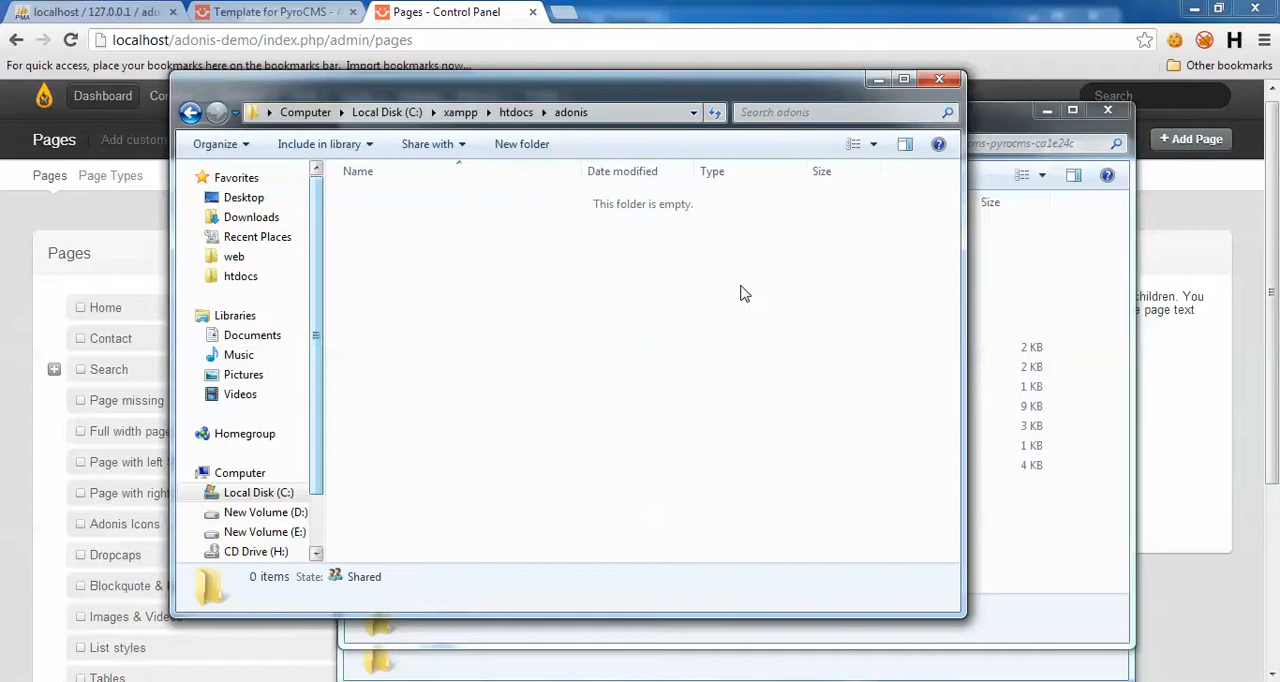 localhost / 127.0.0.1 / ado
Template for PyroCMS - A
Pages - Control Panel
localhost/adonis-demo/index.php/admin/pages
For quick access, place your bookmarks here on the bookmarks bar. Import bookmarks now...
Other bookmarks
Dashboard
Search
Computer
Local Disk (C:)
xampp
htdocs
adonis
Search adonis
Pages
Add custom
cms-pyrocms-ca1e24c
+ Add Page
Organize
Include in library
Share with
New folder
Pages
Page Types
Name
Date modified
Type
Size
Size
This folder is empty.
Favorites
Desktop
Downloads
Recent Places
web
htdocs
Libraries
Documents
Music
Pictures
Videos
Homegroup
Computer
Local Disk (C:)
New Volume (D:)
New Volume (E:)
CD Drive (H:)
0 items
State:
Shared
Pages
Home
Contact
Search
Page missing
Full width page
Page with left
Page with right
Adonis Icons
Dropcaps
Blockquote &
Images & Vide
List styles
Tables
children. You
e page text
2 KB
2 KB
1 KB
9 KB
3 KB
1 KB
4 KB